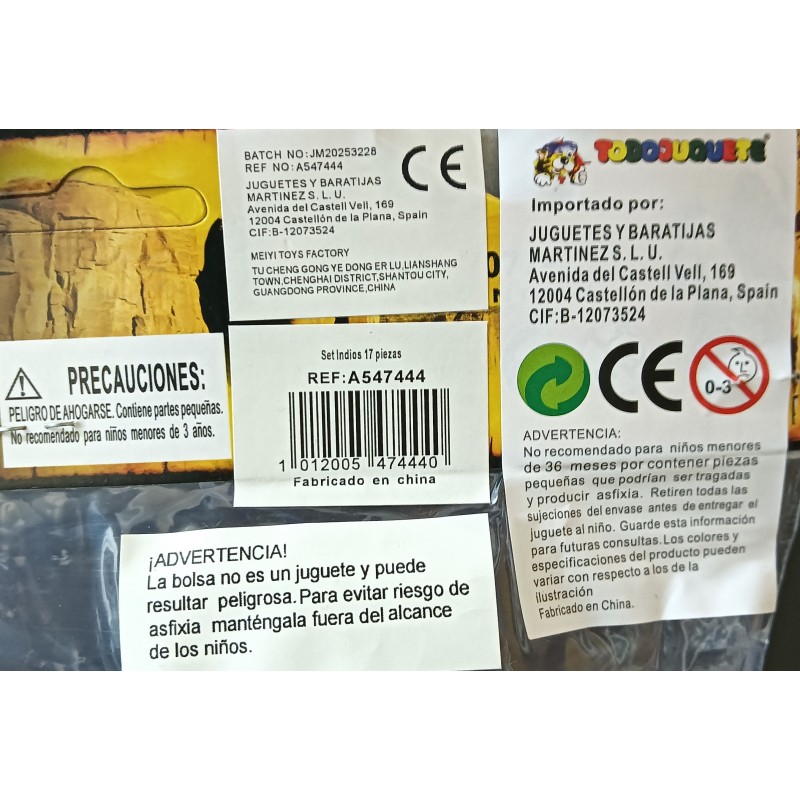 BATCH NO:JM20253228
REF NO:A547444
JUGUETES Y BARATIJAS
MARTINEZ S. L. U.
Avenida del Castell Vell, 169
12004 Castellón de la Plana, Spain
CIF:B-12073524
MEIYI TOYS FACTORY
TU CHENG GONG YE DONG ER LU,LIANSHANG
TOWN,CHENGHAI DISTRICT,SHANTOU CITY,
GUANGDONG PROVINCE,CHINA
CE
TODOJUGUETE
Importado por:
JUGUETES Y BARATIJAS
MARTINEZ S. L. U.
Avenida del Castell Vell, 169
12004 Castellón de la Plana, Spain
CIF:B-12073524
CE
0-3
ADVERTENCIA:
No recomendado para niños menores
de 36 meses por contener piezas
pequeñas que podrían ser tragadas
y producir asfixia. Retiren todas las
sujeciones del envase antes de entregar el
juguete al niño. Guarde esta información
para futuras consultas.Los colores y
especificaciones del producto pueden
variar con respecto a los de la
ilustración
Fabricado en China.
PRECAUCIONES:
PELIGRO DE AHOGARSE. Contiene partes pequeñas.
No recomendado para niños menores de 3 años.
Set Indios 17 piezas
REF:A547444
1 012005 474440
Fabricado en china
¡ADVERTENCIA!
La bolsa no es un juguete y puede
resultar peligrosa.Para evitar riesgo de
asfixia manténgala fuera del alcance
de los niños.